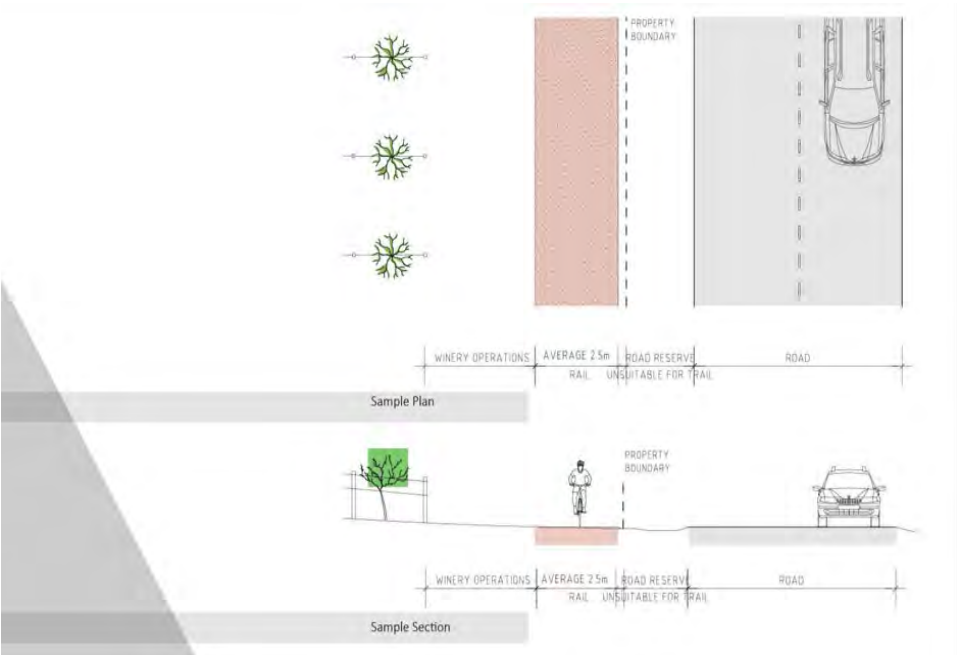 PROPERTY
BOUNDARY
WINERY OPERATIONS
AVERAGE 2.5m
ROAD RESERVE
ROAD
RAIL
UNSUITABLE FOR TRAIL
Sample Plan
PROPERTY
BOUNDARY
WINERY OPERATIONS
AVERAGE 2.5m
ROAD RESERVE
ROAD
RAIL
UNSUITABLE FOR TRAIL
Sample Section